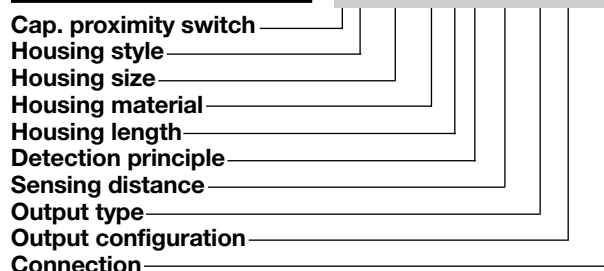 Cap. proximity switch
Housing style
Housing size
Housing material
Housing length
Detection principle
Sensing distance
Output type
Output configuration
Connection